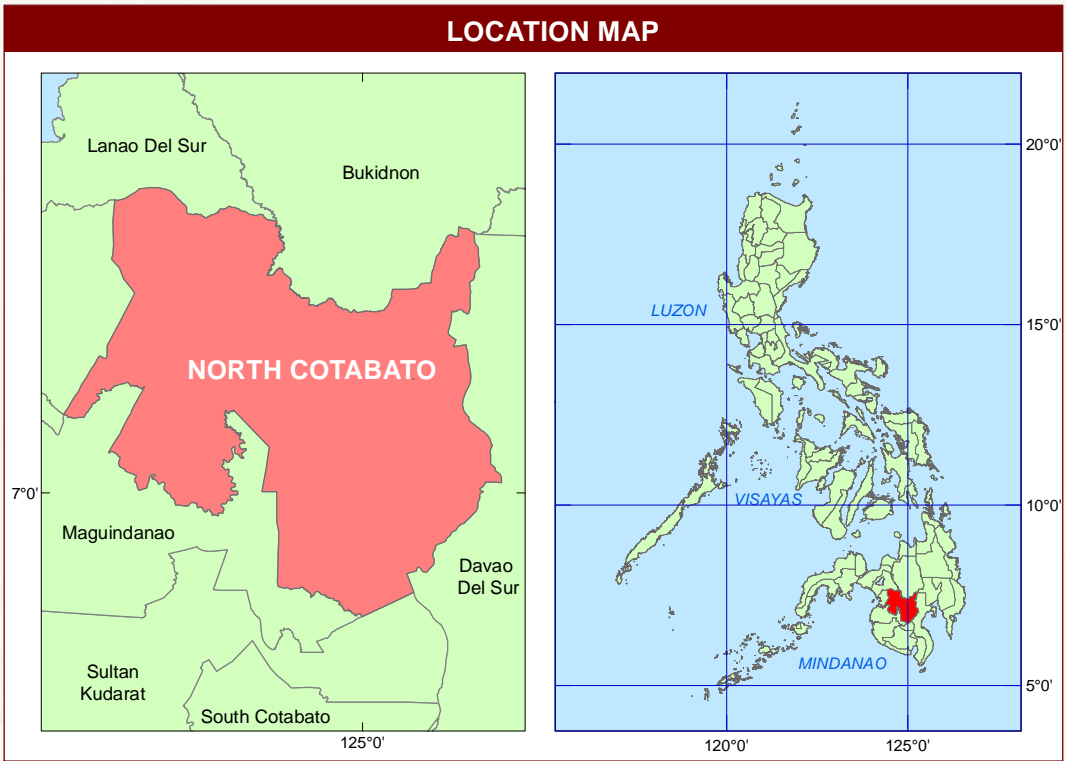 LOCATION MAP
Lanao Del Sur
Bukidnon
NORTH COTABATO
7°0'
Maguindanao
Davao
Del Sur
Sultan
Kudarat
South Cotabato
125°0'
20°0'
LUZON
15°0'
VISAYAS
10°0'
MINDANAO
5°0'
120°0'
125°0'